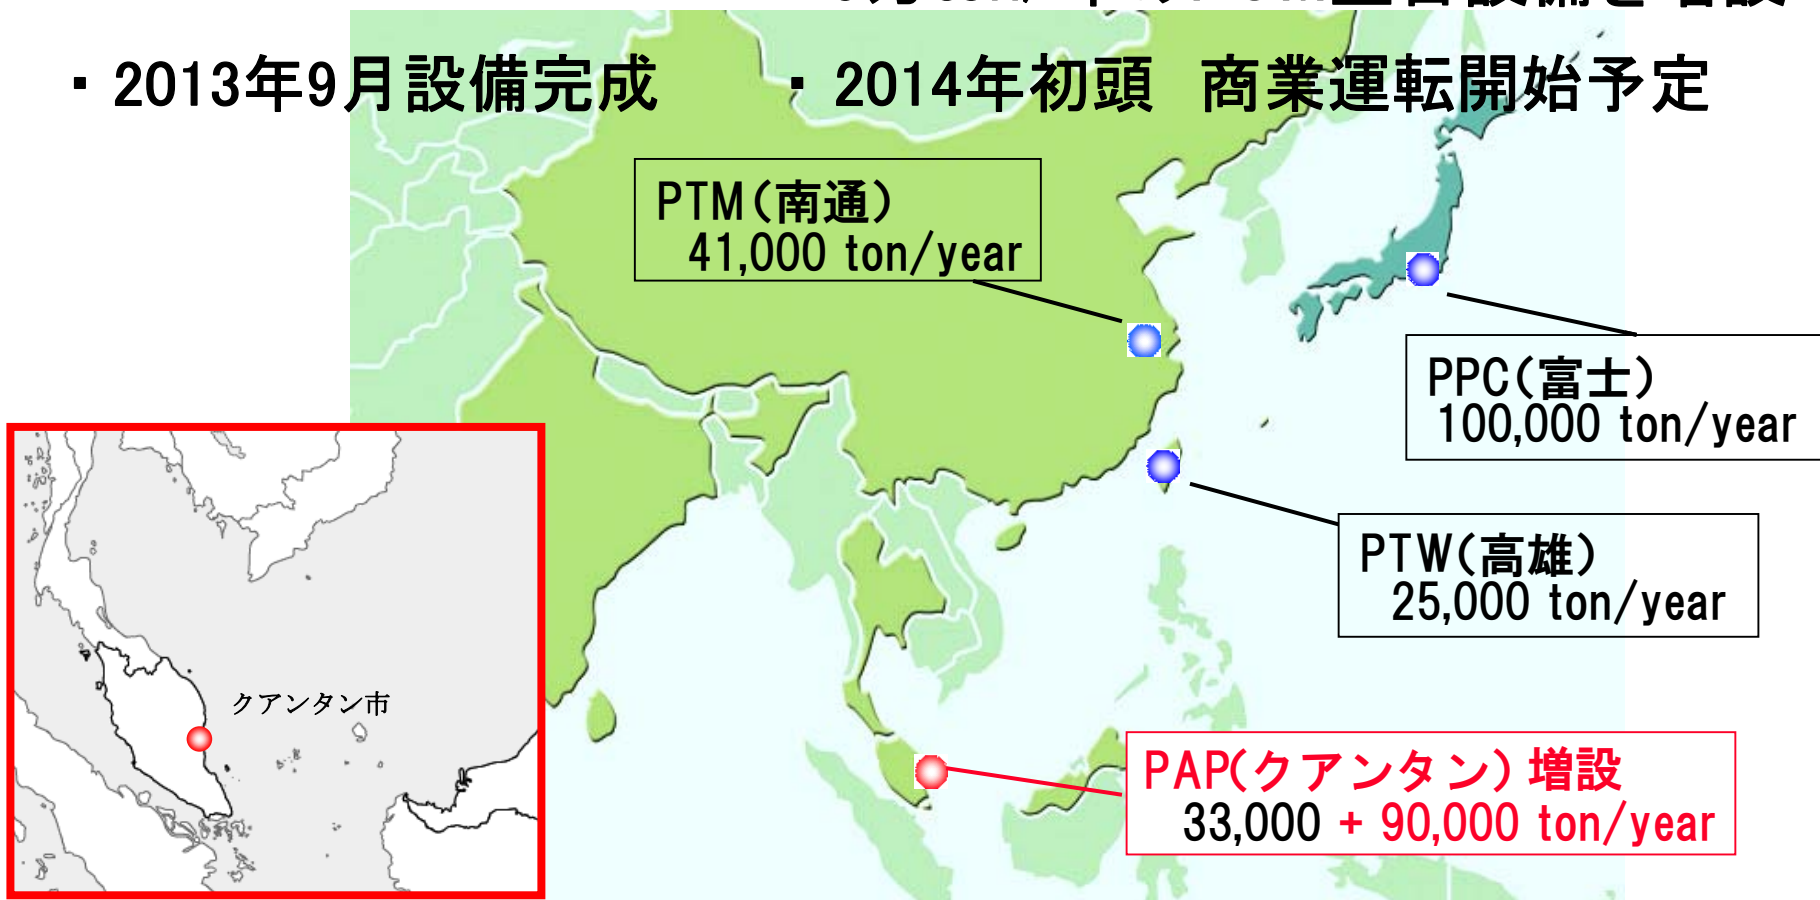 ・2013年9月設備完成　・2014年初頭　商業運転開始予定
PTM(南通)
41,000 ton/year
PPC(富士)
100,000 ton/year
PTW(高雄)
25,000 ton/year
クアンタン市
PAP(クアンタン)増設
33,000 + 90,000 ton/year